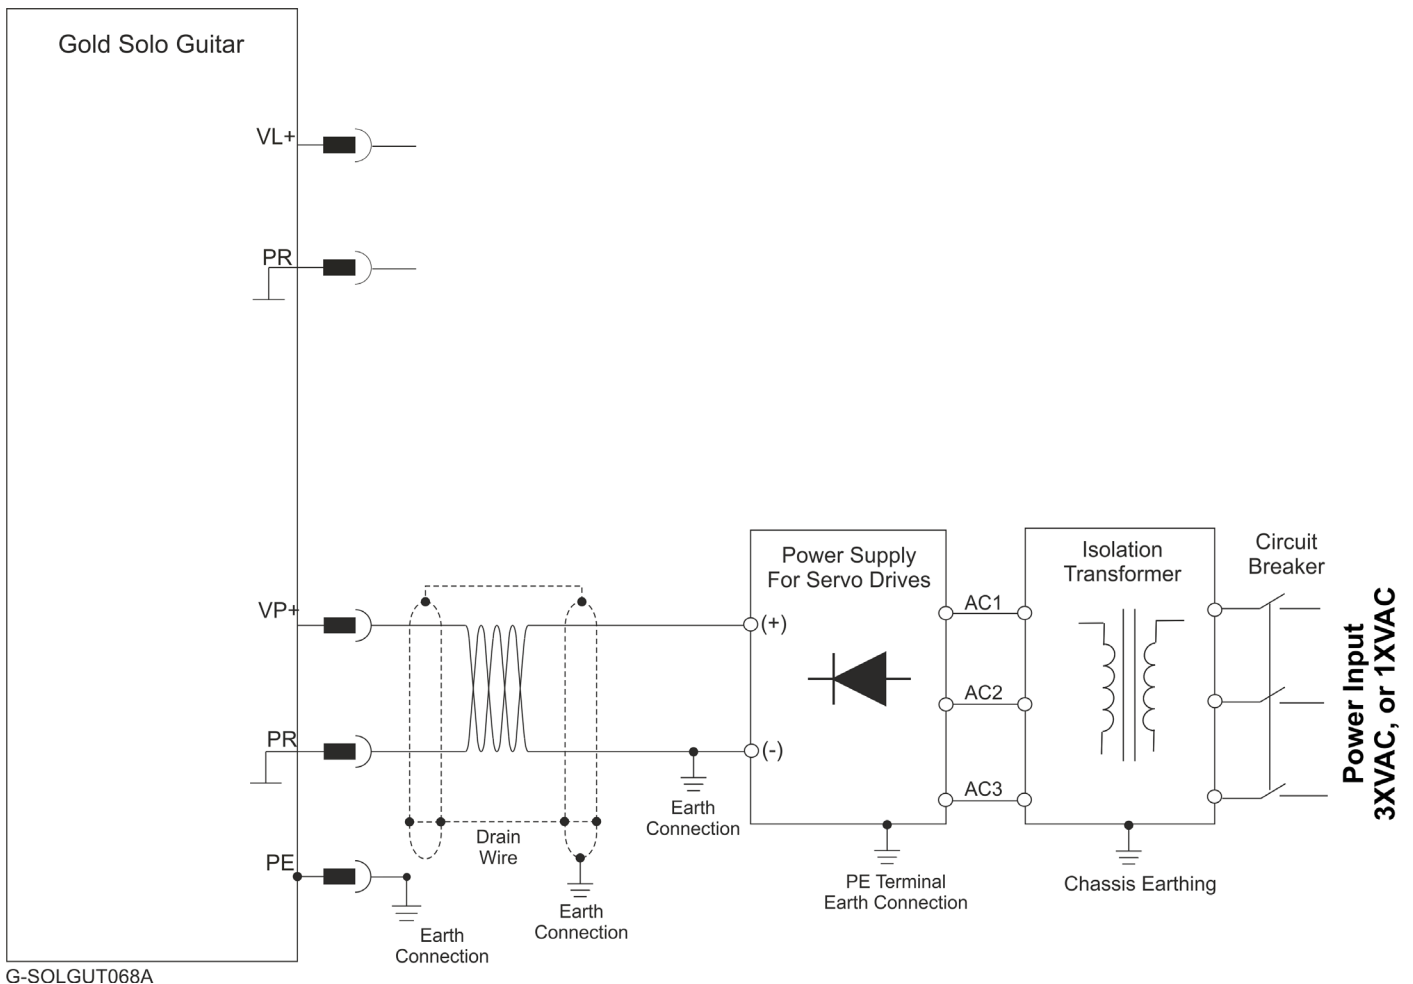 Gold Solo Guitar
VL+
PR
VP+
PR
PE
Drain
Wire
Earth
Connection
Earth
Connection
Earth
Connection
(+)
(-)
Power Supply
For Servo Drives
PE Terminal
Earth Connection
AC1
AC2
AC3
Isolation
Transformer
Chassis Earthing
Circuit
Breaker
Power Input
3XVAC, or 1XVAC
G-SOLGUT068A